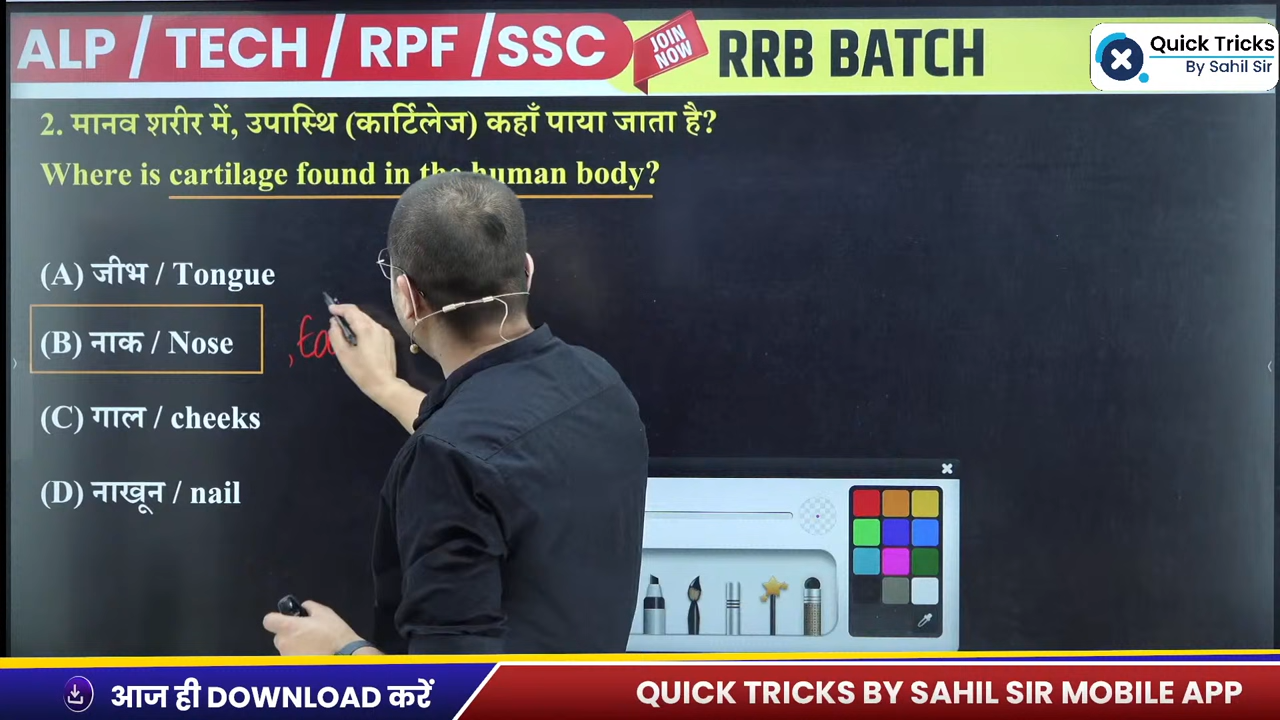 ALP / TECH / RPF / SSC
JOIN NOW
RRB BATCH
Quick Tricks
By Sahil Sir
2. मानव शरीर में, उपास्थि (कार्टिलेज) कहाँ पाया जाता है?
Where is cartilage found in the human body?
(A) जीभ / Tongue
(B) नाक / Nose
(C) गाल / cheeks
(D) नाखून / nail
आज ही DOWNLOAD करें
QUICK TRICKS BY SAHIL SIR MOBILE APP